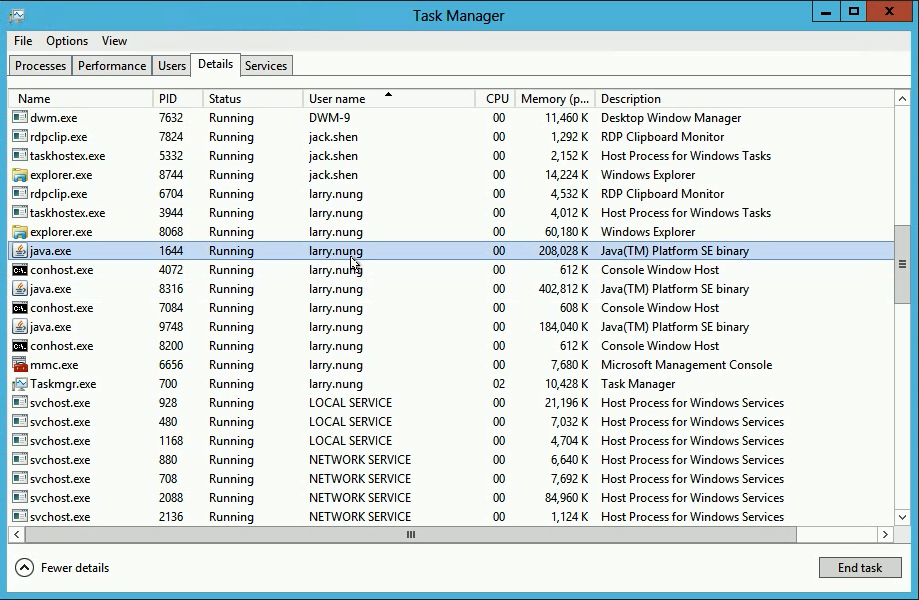 Task Manager
File Options View
Processes Performance Users Details Services
Name PID Status User name CPU Memory (p... Description
dwm.exe 7632 Running DWM-9 00 11,460 K Desktop Window Manager
rdpclip.exe 7824 Running jack.shen 00 1,292 K RDP Clipboard Monitor
taskhostex.exe 5332 Running jack.shen 00 2,152 K Host Process for Windows Tasks
explorer.exe 8744 Running jack.shen 00 14,224 K Windows Explorer
rdpclip.exe 6704 Running larry.nung 00 4,532 K RDP Clipboard Monitor
taskhostex.exe 3944 Running larry.nung 00 4,012 K Host Process for Windows Tasks
explorer.exe 8068 Running larry.nung 00 60,180 K Windows Explorer
java.exe 1644 Running larry.nung 00 208,028 K Java(TM) Platform SE binary
conhost.exe 4072 Running larry.nung 00 612 K Console Window Host
java.exe 8316 Running larry.nung 00 402,812 K Java(TM) Platform SE binary
conhost.exe 7084 Running larry.nung 00 608 K Console Window Host
java.exe 9748 Running larry.nung 00 184,040 K Java(TM) Platform SE binary
conhost.exe 8200 Running larry.nung 00 612 K Console Window Host
mmc.exe 6656 Running larry.nung 00 7,680 K Microsoft Management Console
Taskmgr.exe 700 Running larry.nung 02 10,428 K Task Manager
svchost.exe 928 Running LOCAL SERVICE 00 21,196 K Host Process for Windows Services
svchost.exe 480 Running LOCAL SERVICE 00 7,032 K Host Process for Windows Services
svchost.exe 1168 Running LOCAL SERVICE 00 4,704 K Host Process for Windows Services
svchost.exe 880 Running NETWORK SERVICE 00 6,640 K Host Process for Windows Services
svchost.exe 708 Running NETWORK SERVICE 00 7,692 K Host Process for Windows Services
svchost.exe 2088 Running NETWORK SERVICE 00 84,960 K Host Process for Windows Services
svchost.exe 2136 Running NETWORK SERVICE 00 1,124 K Host Process for Windows Services
Fewer details End task